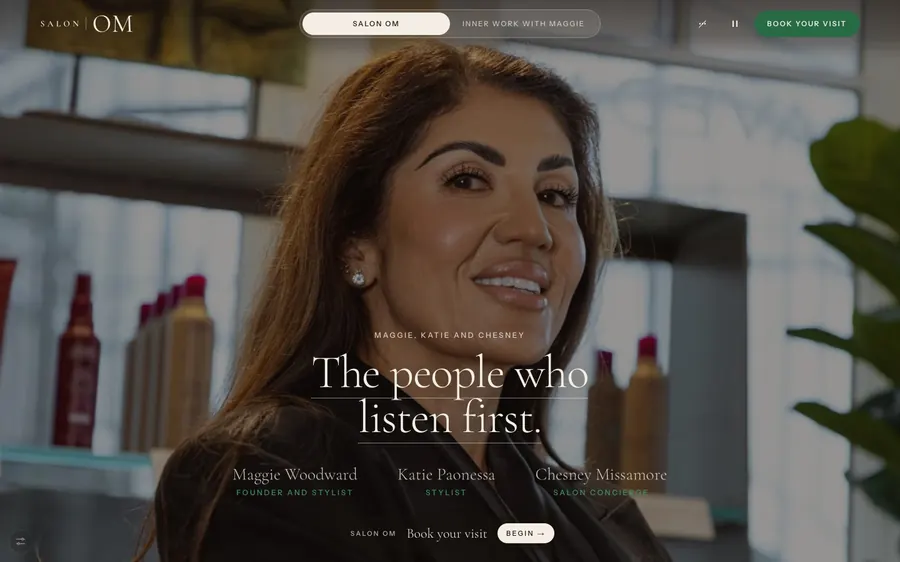 SALON | OM
SALON OM
INNER WORK WITH MAGGIE
BOOK YOUR VISIT
MAGGIE, KATIE AND CHESNEY
The people who
listen first.
Maggie Woodward
Katie Paonessa
Chesney Missamore
FOUNDER AND STYLIST
STYLIST
SALON CONCIERGE
SALON OM Book your visit BEGIN →